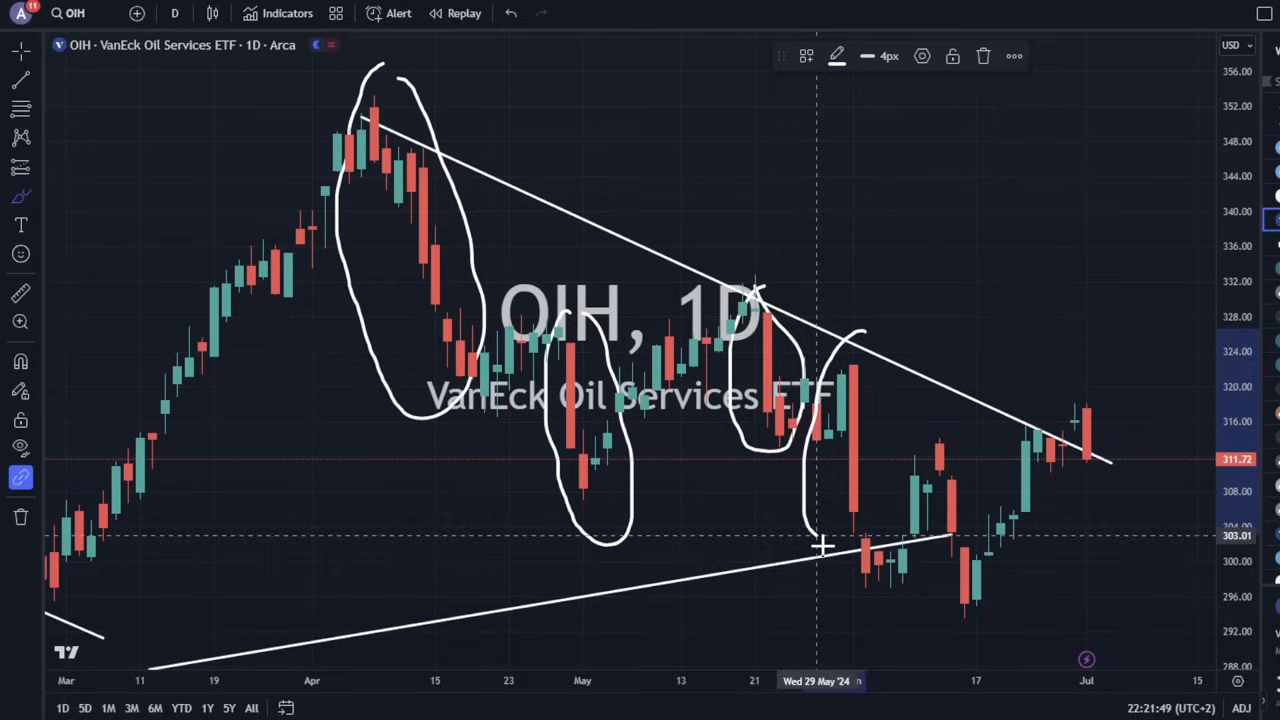 A 11 OIH D Indicators Alert Replay
OIH · VanEck Oil Services ETF · 1D · Arca
4px
USD
356.00
352.00
348.00
344.00
340.00
336.00
332.00
328.00
324.00
320.00
316.00
311.72
308.00
304.00
303.01
300.00
296.00
292.00
288.00
OIH, 1D
VanEck Oil Services ETF
Mar 11 19 Apr 15 23 May 13 21 Wed 29 May '24 17 Jul 15
1D 5D 1M 3M 6M YTD 1Y 5Y All 22:21:49 (UTC+2) ADJ